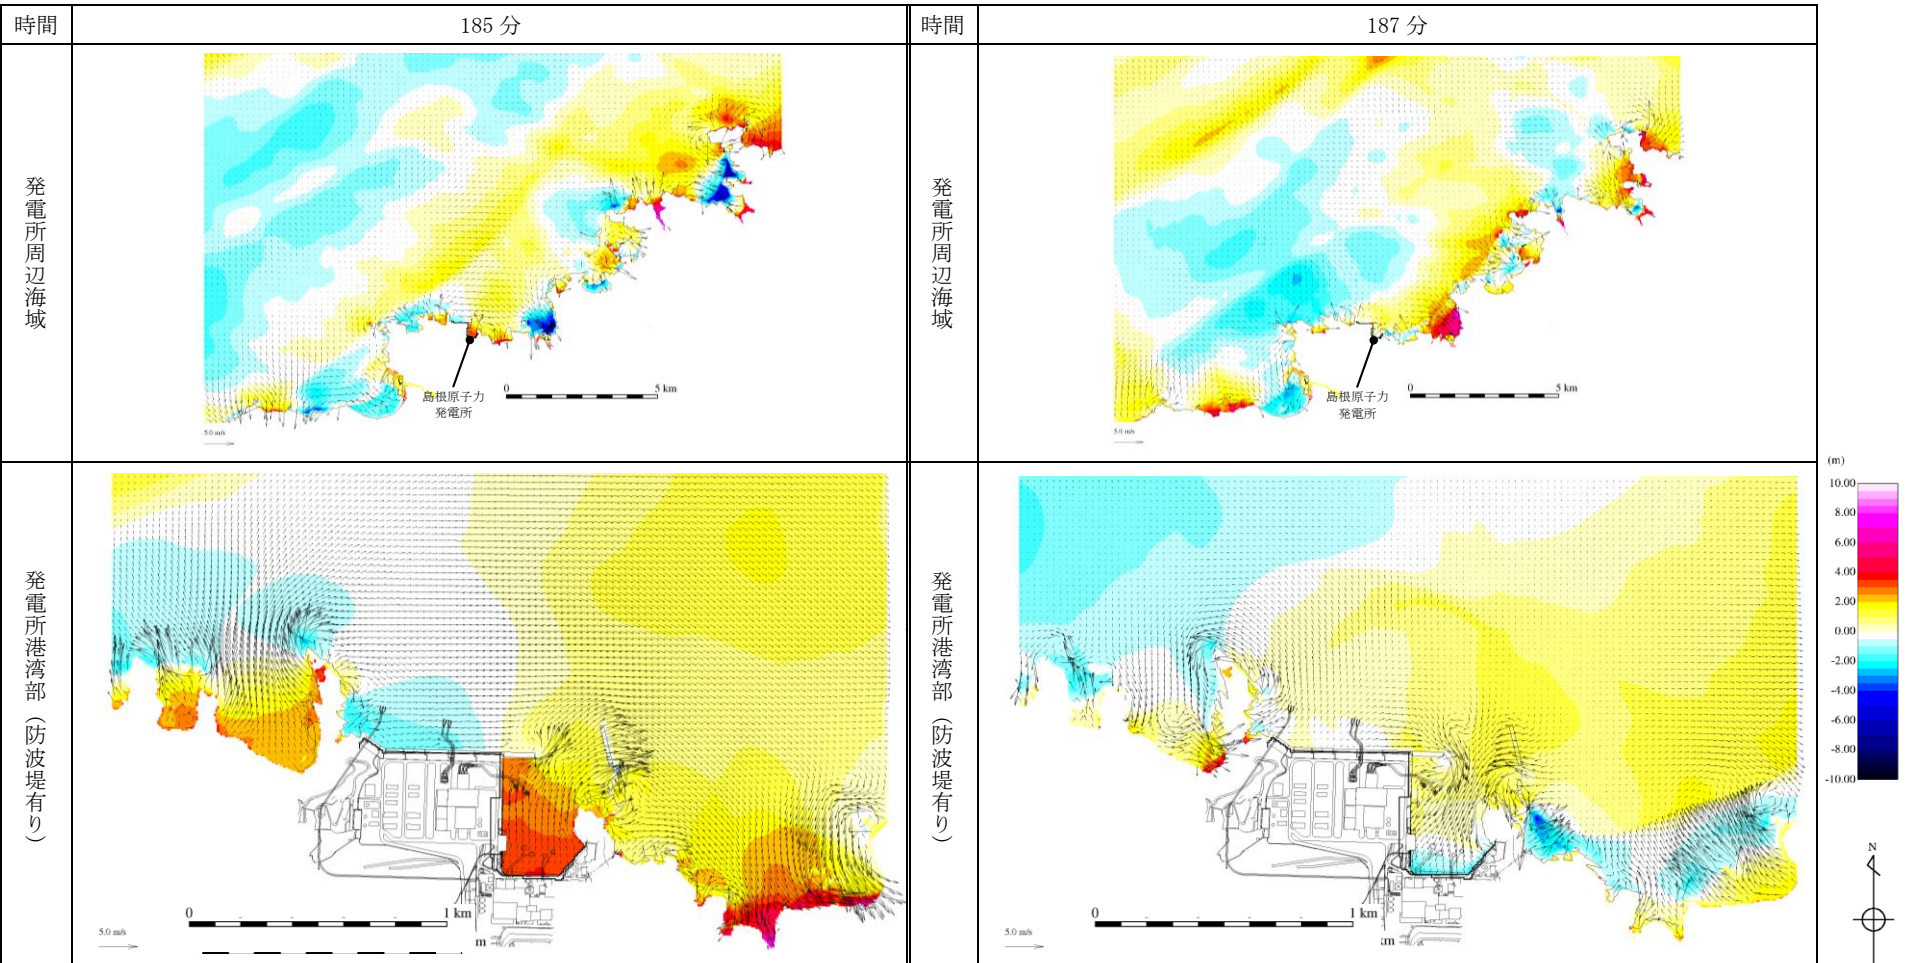 時間
185 分
時間
187 分
発電所周辺海域
島根原子力
発電所
0
5 km
5.0 m/s
発電所周辺海域
島根原子力
発電所
0
5 km
5.0 m/s
発電所港湾部（防波堤有り）
0
1 km
5.0 m/s
m
発電所港湾部（防波堤有り）
0
1 km
5.0 m/s
m
(m)
10.00
8.00
6.00
4.00
2.00
0.00
-2.00
-4.00
-6.00
-8.00
-10.00
N